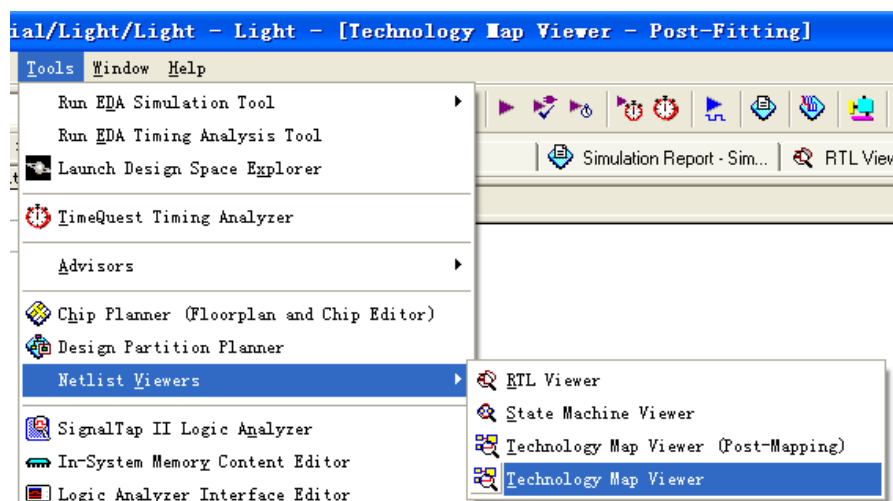 ial/Light/Light - Light - [Technology Map Viewer - Post-Fitting]
Tools Window Help
Run EDA Simulation Tool
Run EDA Timing Analysis Tool
Launch Design Space Explorer
Simulation Report - Sim... RTL View
TimeQuest Timing Analyzer
Advisors
Chip Planner (Floorplan and Chip Editor)
Design Partition Planner
Netlist Viewers
RTL Viewer
State Machine Viewer
Technology Map Viewer (Post-Mapping)
Technology Map Viewer
SignalTap II Logic Analyzer
In-System Memory Content Editor
Logic Analyzer Interface Editor